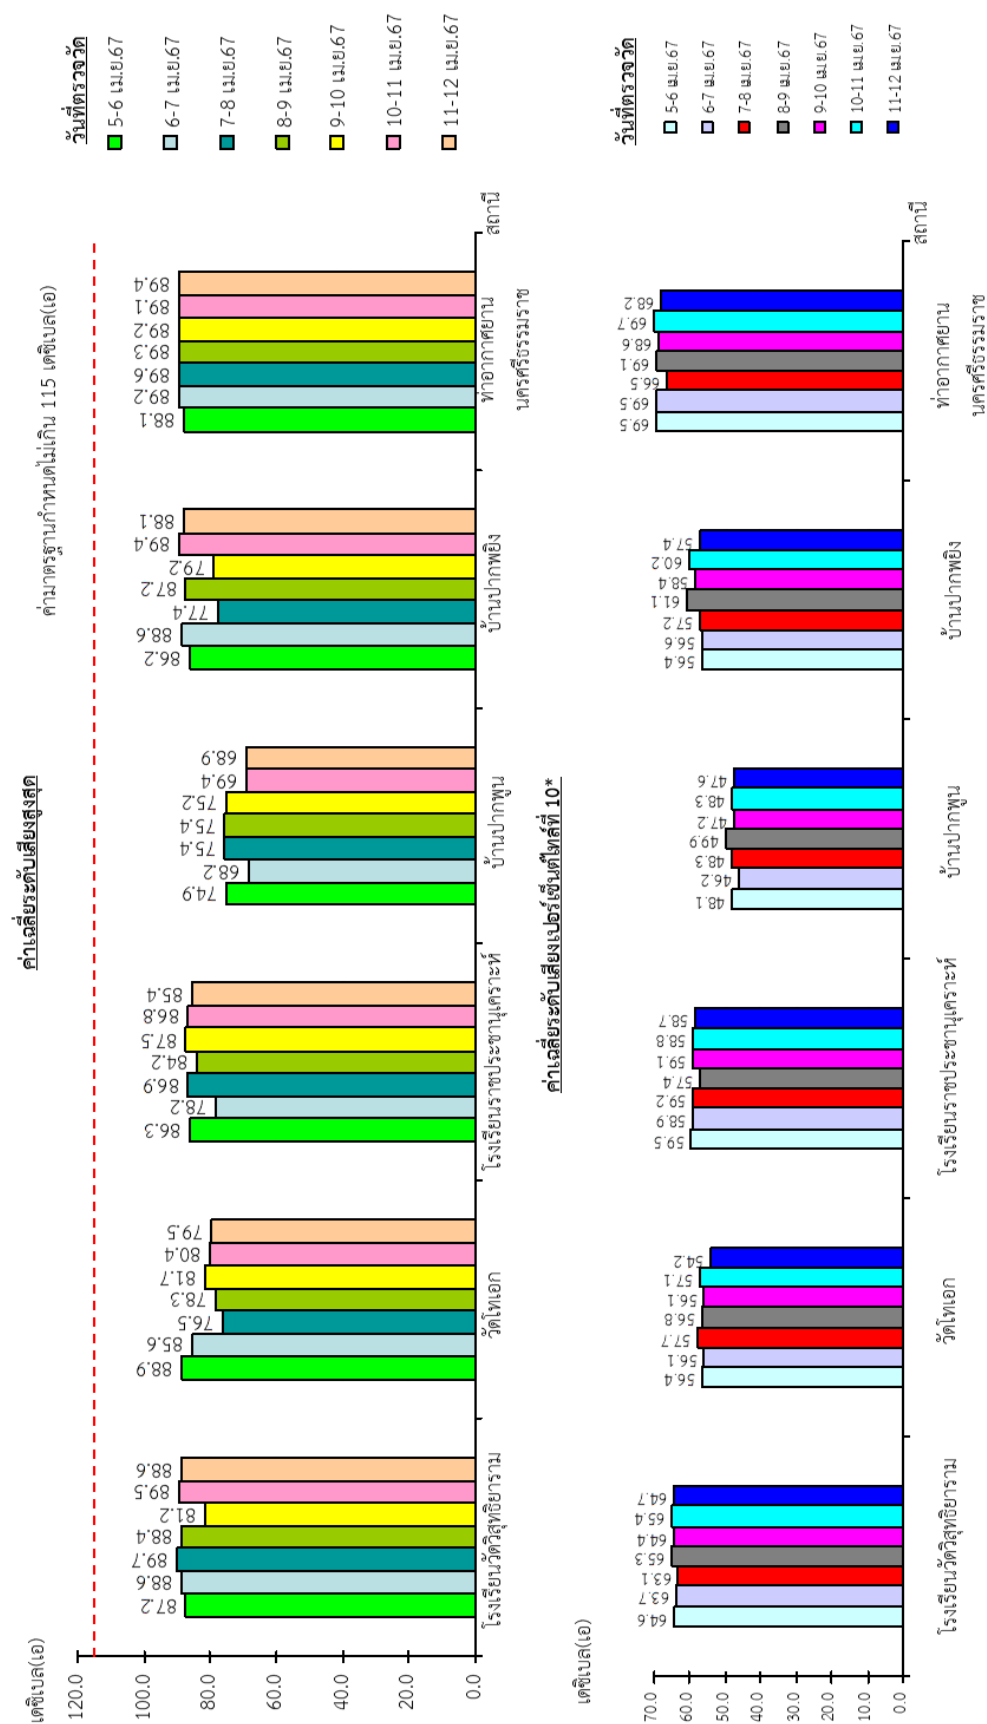 ค่าเฉลี่ยระดับเสียงสูงสุด
เดซิเบล(เอ)
ค่ามาตรฐานกำหนดไม่เกิน 115 เดซิเบล(เอ)
120.0
100.0
80.0
60.0
40.0
20.0
0.0
87.2 88.6 89.7 88.4 81.2 89.5 88.6
88.9 85.6 76.5 78.3 81.7 80.4 79.5
86.3 78.2 86.9 84.2 87.5 86.8 85.4
74.9 68.2 75.4 75.4 75.2 69.4 68.9
86.2 88.6 77.4 87.2 79.2 89.4 88.1
88.1 89.2 89.6 89.3 89.2 89.1 89.4
โรงเรียนวัดวิสุทธิยาราม
วัดโทเอก
โรงเรียนราชประชานุเคราะห์
บ้านปากพูน
บ้านปากพยิง
ท่าอากาศยาน
นครศรีธรรมราช
สถานี
วันที่ตรวจวัด
5-6 เม.ย.67
6-7 เม.ย.67
7-8 เม.ย.67
8-9 เม.ย.67
9-10 เม.ย.67
10-11 เม.ย.67
11-12 เม.ย.67
ค่าเฉลี่ยระดับเสียงเปอร์เซ็นต์ไทล์ที่ 10*
เดซิเบล(เอ)
70.0
60.0
50.0
40.0
30.0
20.0
10.0
0.0
64.6 63.7 63.1 65.3 64.4 65.4 64.7
56.4 56.1 57.7 56.8 56.1 57.1 54.2
59.5 58.9 59.2 57.4 59.1 58.8 58.7
48.1 46.2 48.3 49.9 47.2 48.3 47.6
56.4 56.6 57.2 61.1 58.4 60.2 57.4
69.5 69.5 66.5 69.1 68.6 69.7 68.2
โรงเรียนวัดวิสุทธิยาราม
วัดโทเอก
โรงเรียนราชประชานุเคราะห์
บ้านปากพูน
บ้านปากพยิง
ท่าอากาศยาน
นครศรีธรรมราช
สถานี
วันที่ตรวจวัด
5-6 เม.ย.67
6-7 เม.ย.67
7-8 เม.ย.67
8-9 เม.ย.67
9-10 เม.ย.67
10-11 เม.ย.67
11-12 เม.ย.67